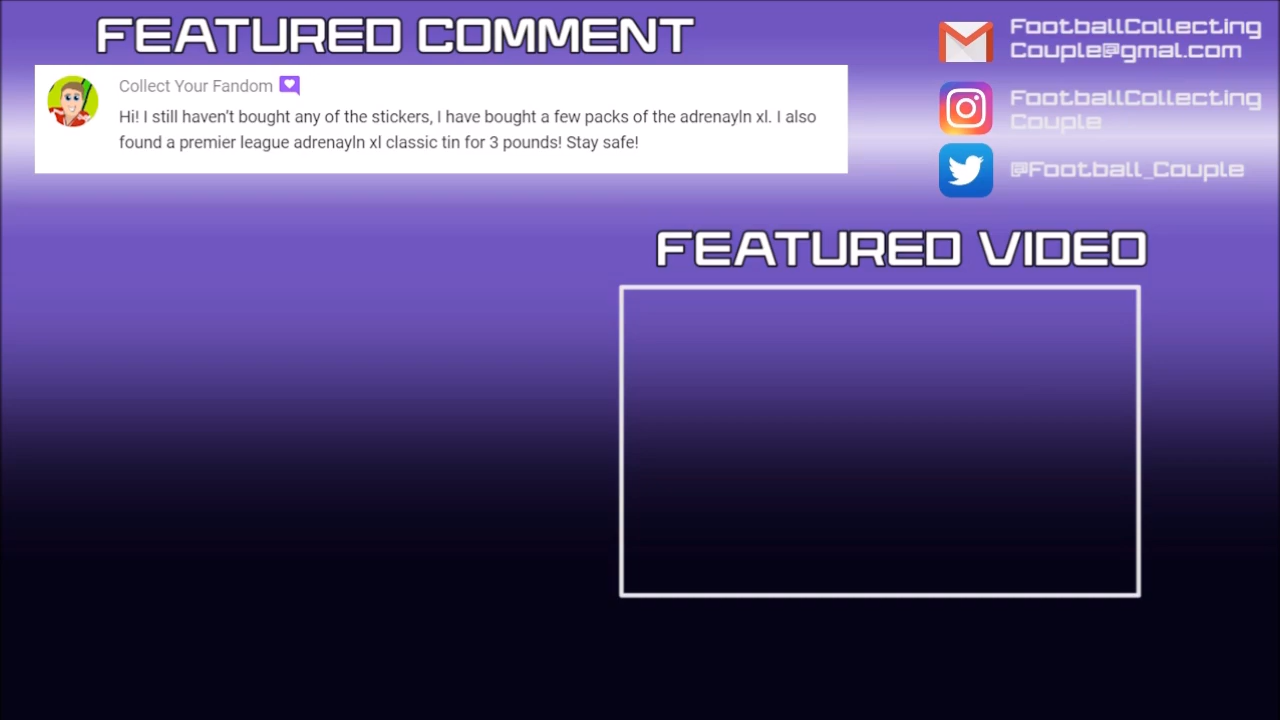 FEATURED COMMENT
Collect Your Fandom
Hi! I still haven't bought any of the stickers, I have bought a few packs of the adrenayln xl. I also
found a premier league adrenayln xl classic tin for 3 pounds! Stay safe!
FootballCollecting
Couple@gmal.com
FootballCollecting
Couple
@Football_Couple
FEATURED VIDEO